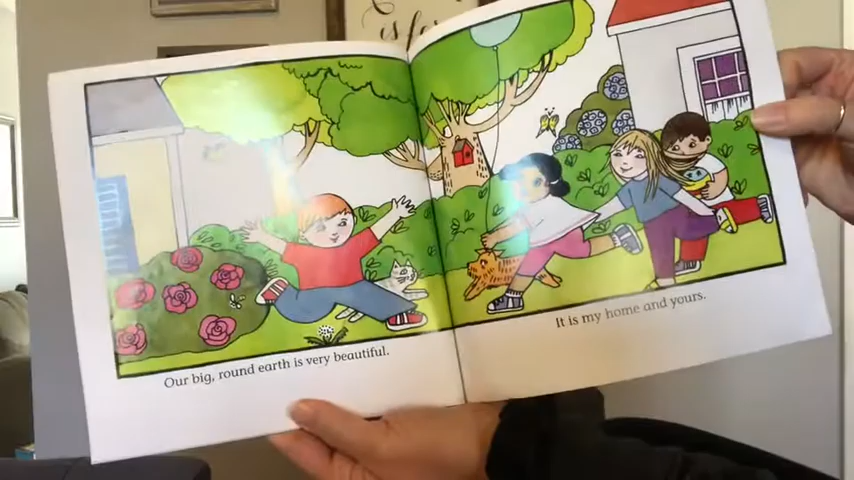 Our big, round earth is very beautiful.
It is my home and yours.